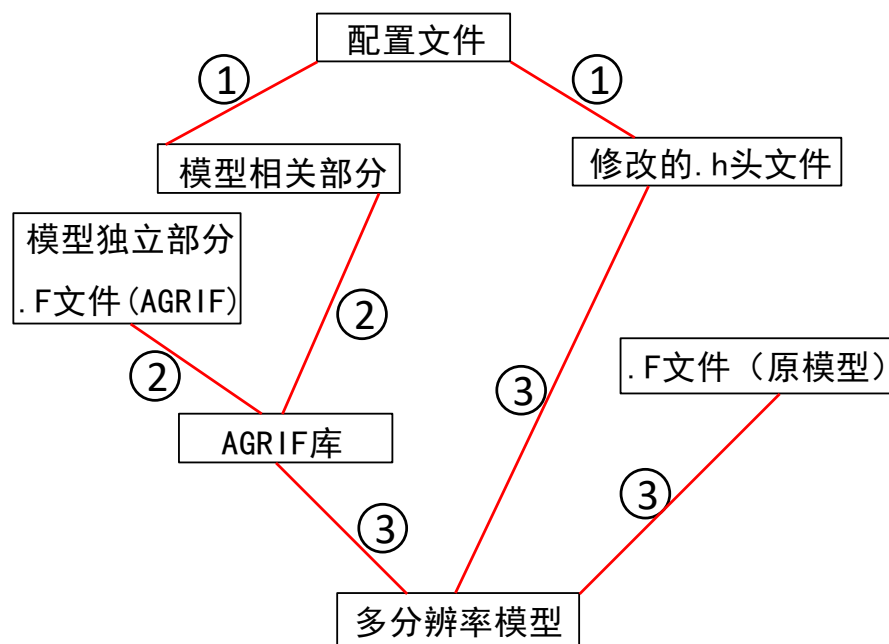 配置文件
① ①
模型相关部分
修改的.h头文件
模型独立部分
.F文件(AGRIF)
②
②
③
.F文件（原模型）
AGRIF库
③
③
多分辨率模型